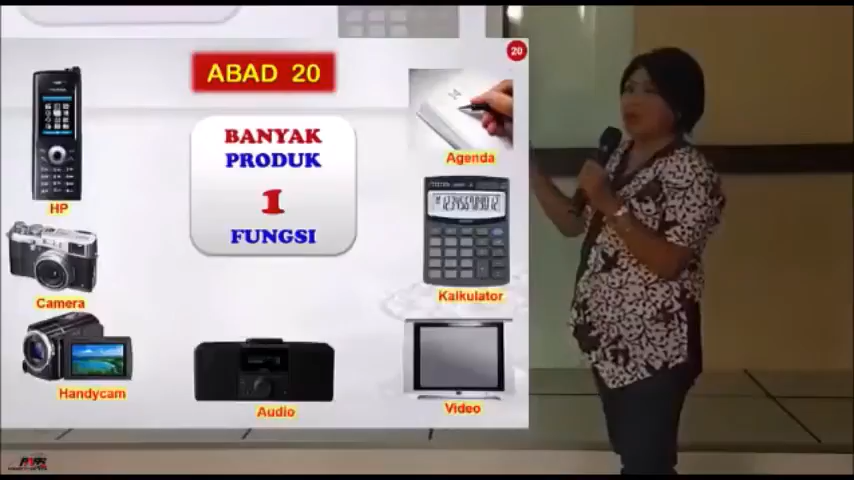 20
ABAD 20
BANYAK
PRODUK
1
FUNGSI
HP
Camera
Handycam
Audio
Agenda
Kalkulator
Video